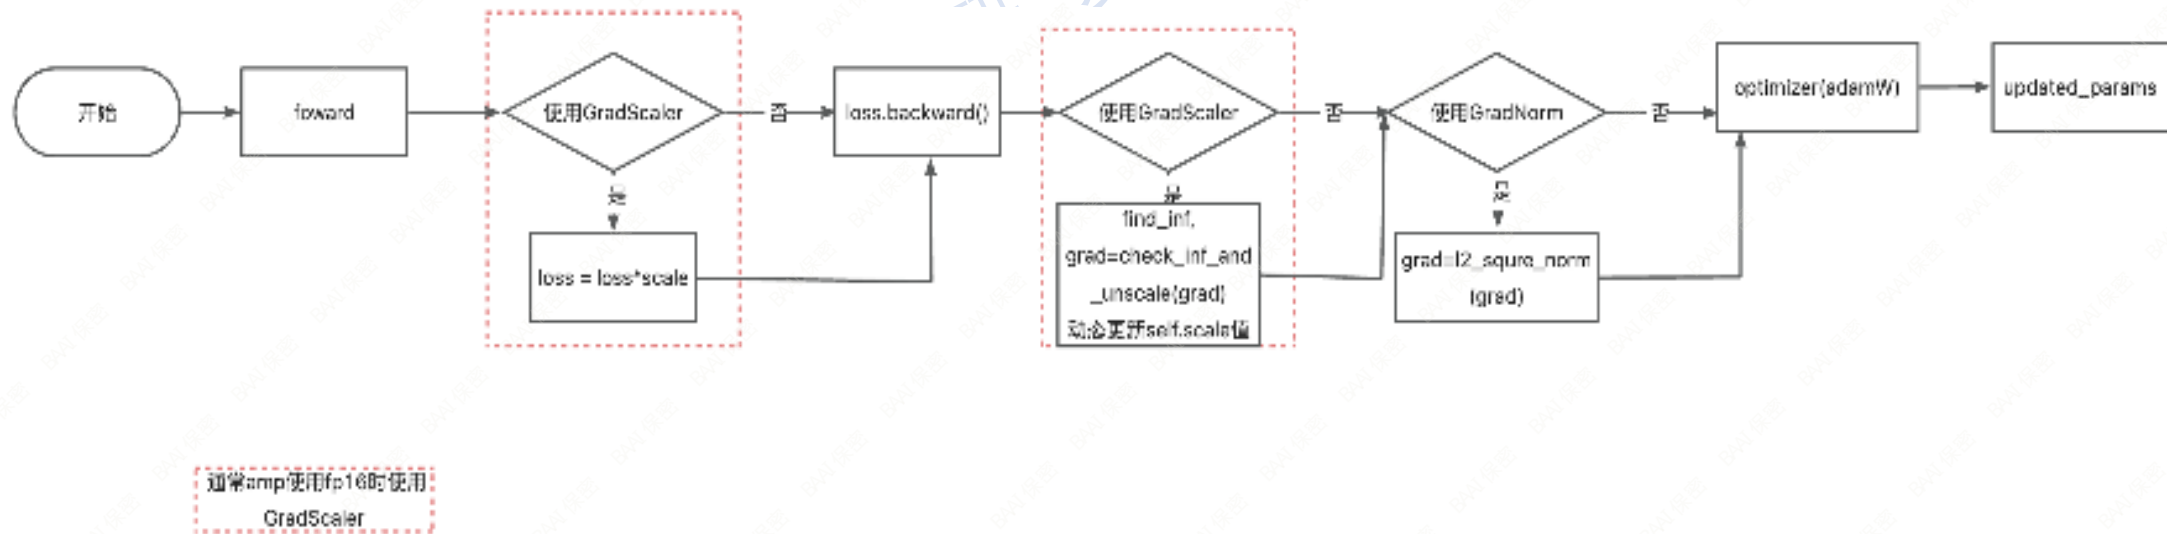 开始
foward
使用GradScaler
否
是
loss = loss*scale
loss.backward()
使用GradScaler
否
是
find_inf,
grad=check_inf_and
_unscale(grad)
动态更新self.scale值
使用GradNorm
否
是
grad=l2_squre_norm
(grad)
optimizer(adamW)
updated_params
通常amp使用fp16时使用
GradScaler